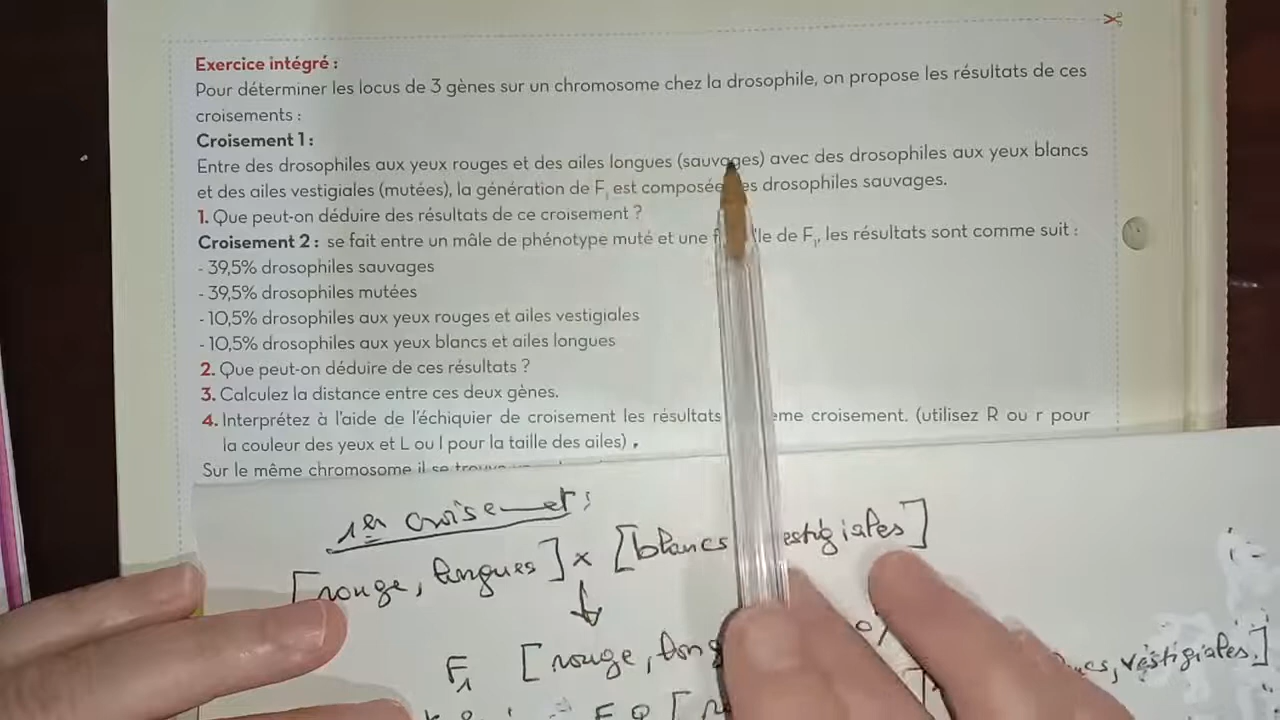 Exercice intégré :
Pour déterminer les locus de 3 gènes sur un chromosome chez la drosophile, on propose les résultats de ces
croisements :
Croisement 1 :
Entre des drosophiles aux yeux rouges et des ailes longues (sauvages) avec des drosophiles aux yeux blancs
et des ailes vestigiales (mutées), la génération de F1 est composée des drosophiles sauvages.
1. Que peut-on déduire des résultats de ce croisement ?
Croisement 2 : se fait entre un mâle de phénotype muté et une de F1, les résultats sont comme suit :
- 39,5% drosophiles sauvages
- 39,5% drosophiles mutées
- 10,5% drosophiles aux yeux rouges et ailes vestigiales
- 10,5% drosophiles aux yeux blancs et ailes longues
2. Que peut-on déduire de ces résultats ?
3. Calculez la distance entre ces deux gènes.
4. Interprétez à l'aide de l'échiquier de croisement les résultats croisement. (utilisez R ou r pour
la couleur des yeux et L ou l pour la taille des ailes) .
Sur le même chromosome il se trouve
1er croisement :
[rouge, longues] x [blancs vestigiales]
F1 [rouge, vestigiales]